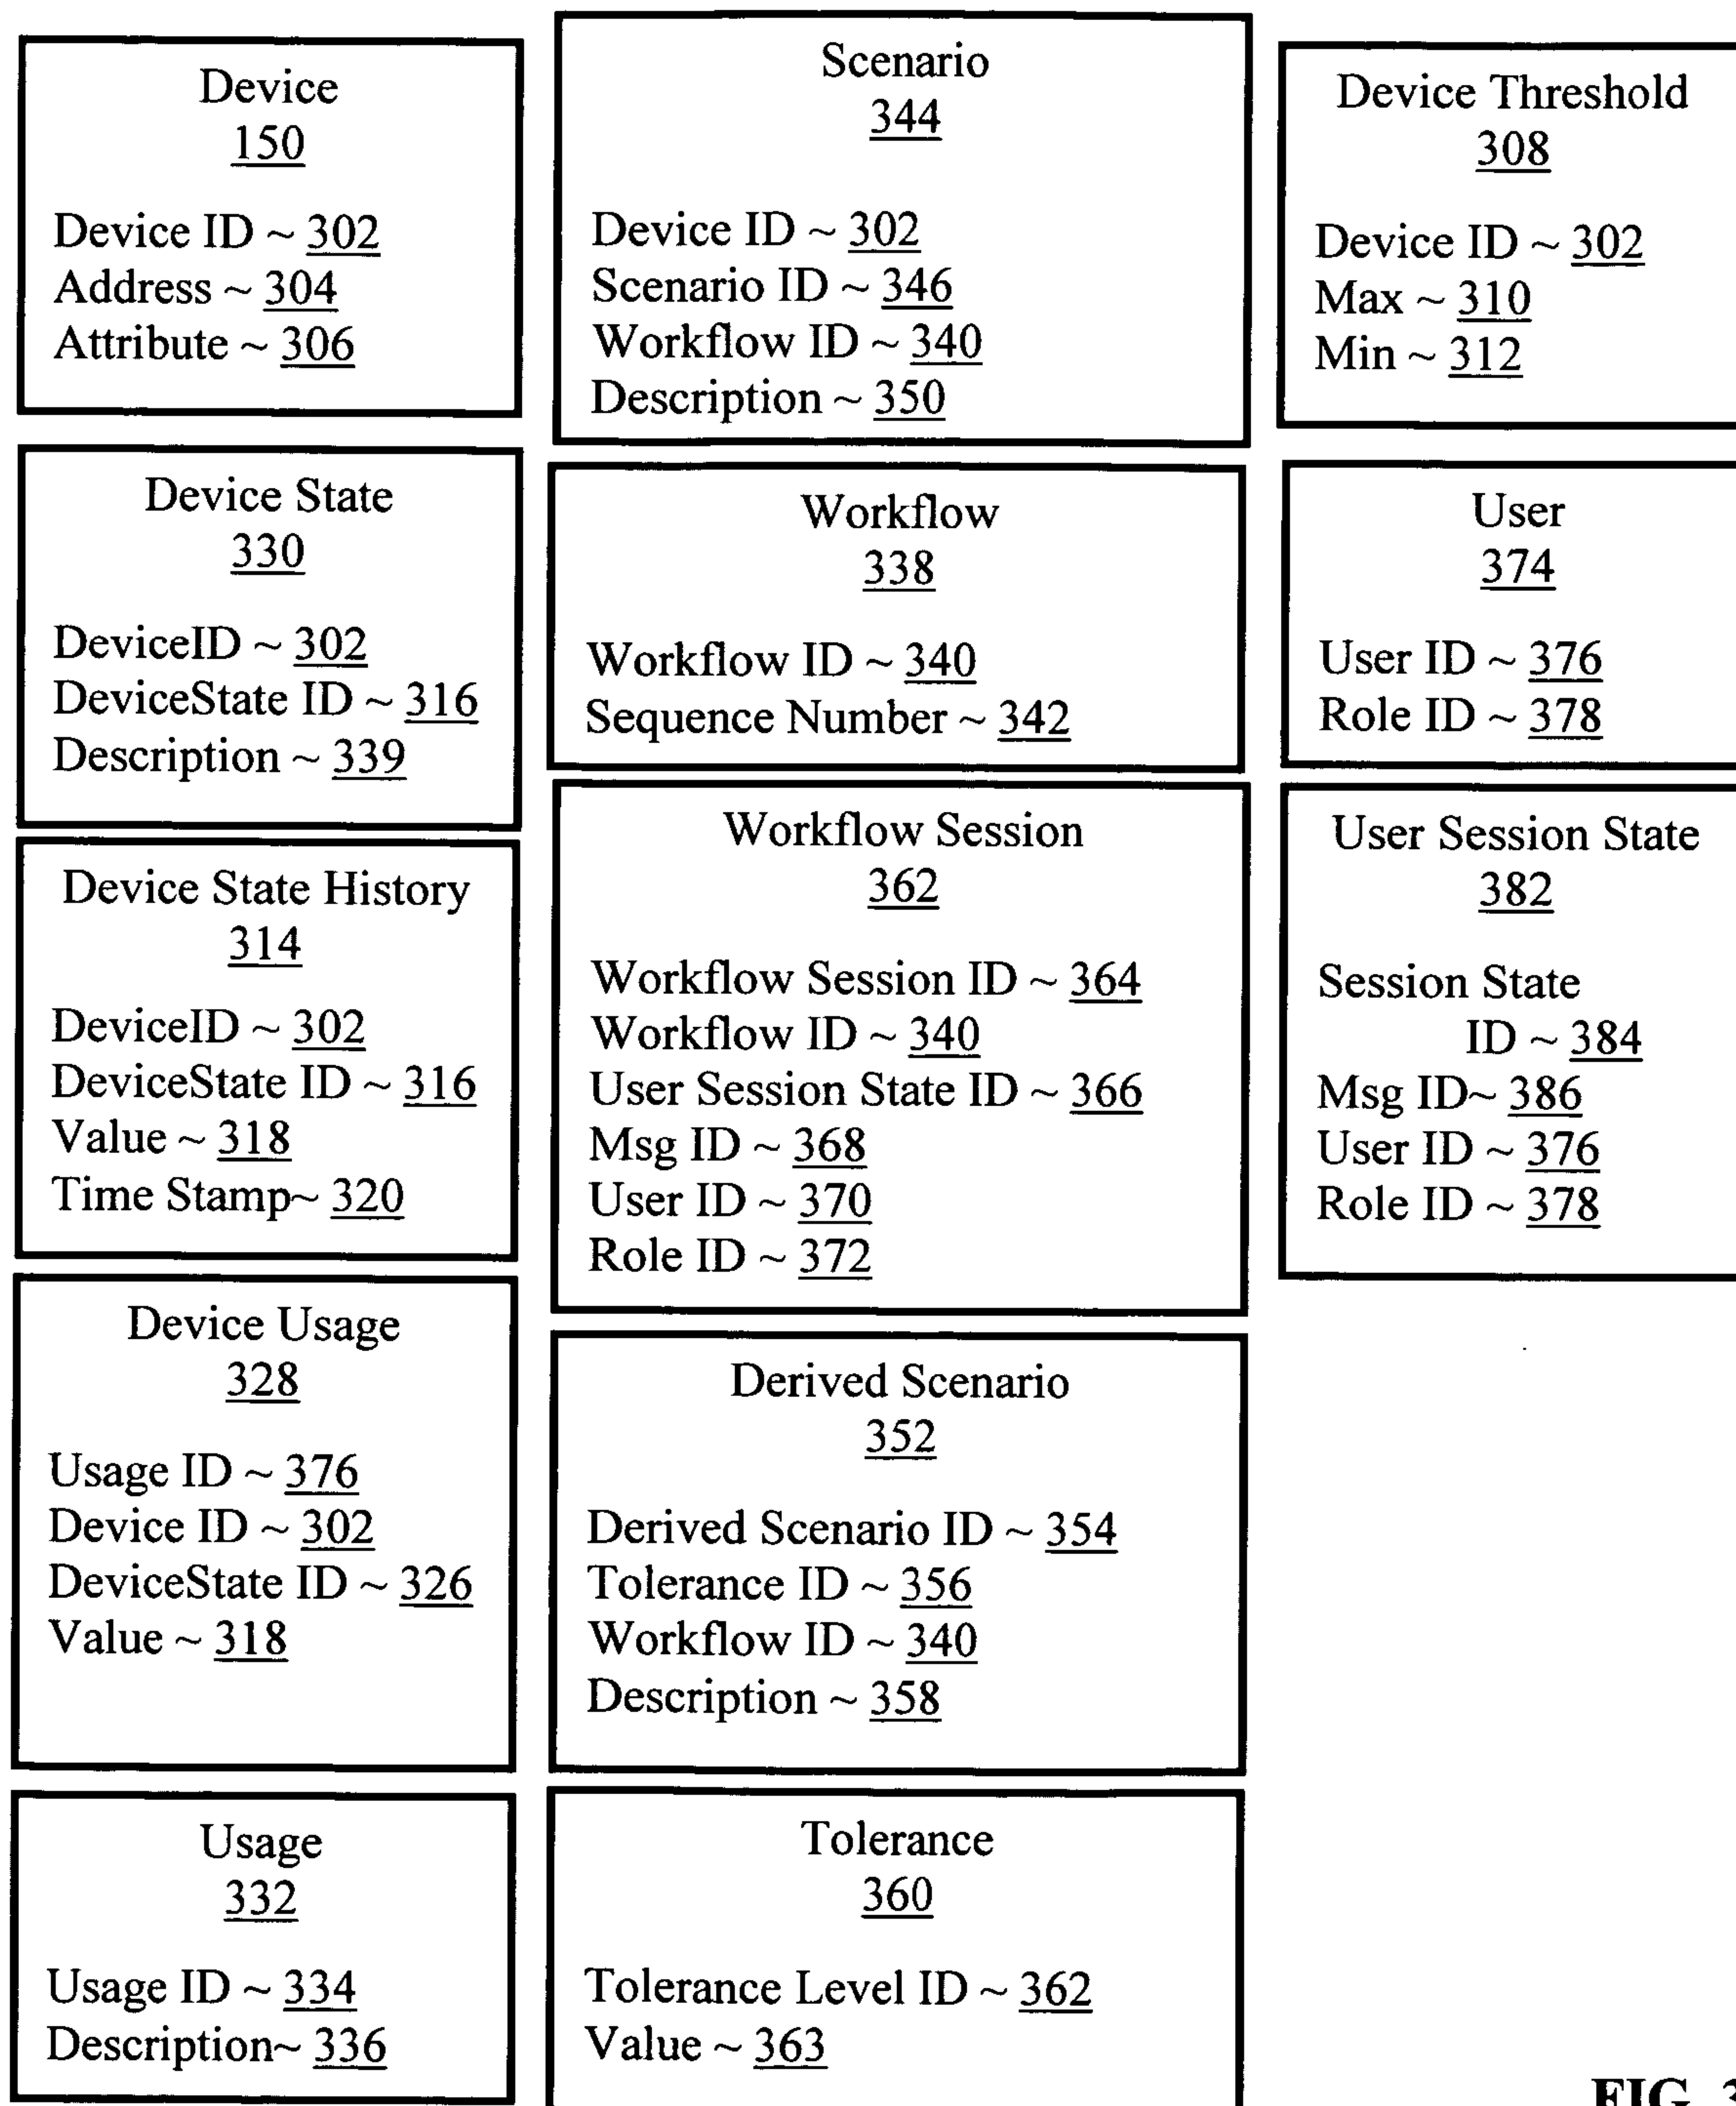 Device
150
Device ID ~ 302
Address ~ 304
Attribute ~ 306
Device State
330
DeviceID ~ 302
DeviceState ID ~ 316
Description ~ 339
Device State History
314
DeviceID ~ 302
DeviceState ID ~ 316
Value ~ 318
Time Stamp~ 320
Device Usage
328
Usage ID ~ 376
Device ID ~ 302
DeviceState ID ~ 326
Value ~ 318
Usage
332
Usage ID ~ 334
Description~ 336
Scenario
344
Device ID ~ 302
Scenario ID ~ 346
Workflow ID ~ 340
Description ~ 350
Workflow
338
Workflow ID ~ 340
Sequence Number ~ 342
Workflow Session
362
Workflow Session ID ~ 364
Workflow ID ~ 340
User Session State ID ~ 366
Msg ID ~ 368
User ID ~ 370
Role ID ~ 372
Derived Scenario
352
Derived Scenario ID ~ 354
Tolerance ID ~ 356
Workflow ID ~ 340
Description ~ 358
Tolerance
360
Tolerance Level ID ~ 362
Value ~ 363
Device Threshold
308
Device ID ~ 302
Max ~ 310
Min ~ 312
User
374
User ID ~ 376
Role ID ~ 378
User Session State
382
Session State
ID ~ 384
Msg ID~ 386
User ID ~ 376
Role ID ~ 378
FIG. 3